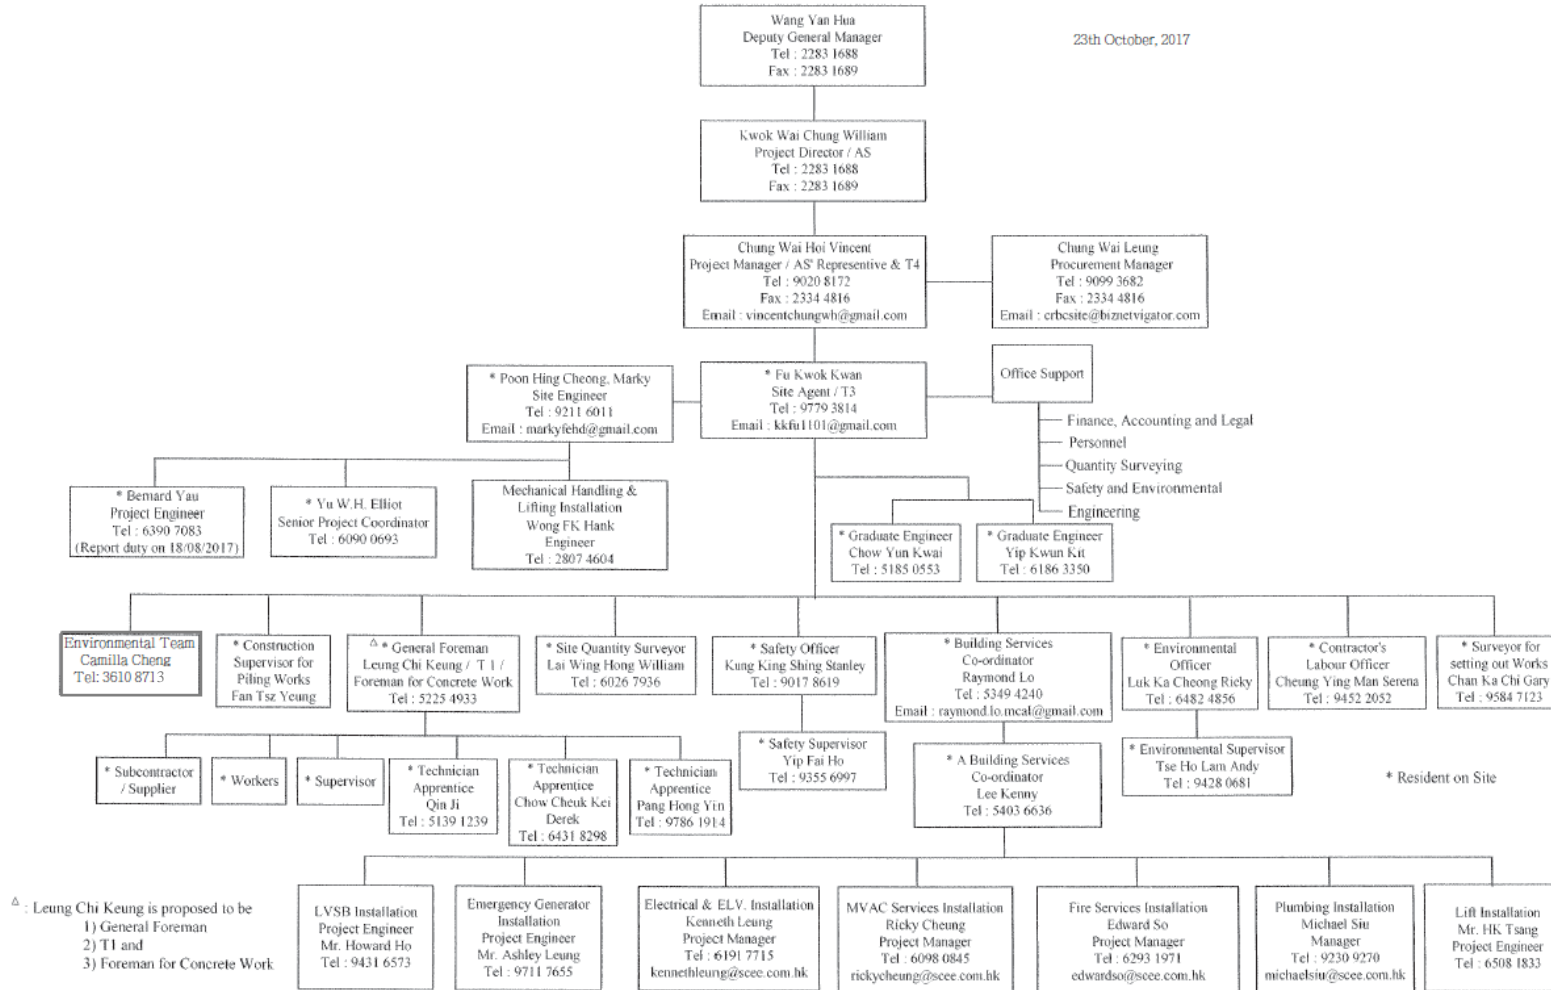 Wang Yan Hua
Deputy General Manager
Tel : 2283 1688
Fax : 2283 1689
23th October, 2017
Kwok Wai Chung William
Project Director / AS
Tel : 2283 1688
Fax : 2283 1689
Chung Wai Hoi Vincent
Project Manager / AS' Representive & T4
Tel : 9020 8172
Fax : 2334 4816
Email : vincentchungwh@gmail.com
Chung Wai Leung
Procurement Manager
Tel : 9099 3682
Fax : 2334 4816
Email : crbcsite@biznetvigator.com
* Poon Hing Cheong, Marky
Site Engineer
Tel : 9211 6011
Email : markyfehd@gmail.com
* Fu Kwok Kwan
Site Agent / T3
Tel : 9779 3814
Email : kkfu1101@gmail.com
Office Support
Finance, Accounting and Legal
Personnel
Quantity Surveying
Safety and Environmental
Engineering
* Bernard Yau
Project Engineer
Tel : 6390 7083
(Report duty on 18/08/2017)
* Yu W.H. Elliot
Senior Project Coordinator
Tel : 6090 0693
Mechanical Handling &
Lifting Installation
Wong FK Hank
Engineer
Tel : 2807 4604
* Graduate Engineer
Chow Yun Kwai
Tel : 5185 0553
* Graduate Engineer
Yip Kwun Kit
Tel : 6186 3350
Environmental Team
Camilla Cheng
Tel: 3610 8713
* Construction
Supervisor for
Piling Works
Fan Tsz Yeung
△ * General Foreman
Leung Chi Keung / T 1 /
Foreman for Concrete Work
Tel : 5225 4933
* Site Quantity Surveyor
Lai Wing Hong William
Tel : 6026 7936
* Safety Officer
Kung King Shing Stanley
Tel : 9017 8619
* Building Services
Co-ordinator
Raymond Lo
Tel : 5349 4240
Email : raymond.lo.mcal@gmail.com
* Environmental
Officer
Luk Ka Cheong Ricky
Tel : 6482 4856
* Contractor's
Labour Officer
Cheung Ying Man Serena
Tel : 9452 2052
* Surveyor for
setting out Works
Chan Ka Chi Gary
Tel : 9584 7123
* Subcontractor
/ Supplier
* Workers
* Supervisor
* Technician
Apprentice
Qin Ji
Tel : 5139 1239
* Technician
Apprentice
Chow Cheuk Kei
Derek
Tel : 6431 8298
* Technician
Apprentice
Pang Hong Yin
Tel : 9786 1914
* Safety Supervisor
Yip Fai Ho
Tel : 9355 6997
* A Building Services
Co-ordinator
Lee Kenny
Tel : 5403 6636
* Environmental Supervisor
Tse Ho Lam Andy
Tel : 9428 0681
* Resident on Site
△ : Leung Chi Keung is proposed to be
1) General Foreman
2) T1 and
3) Foreman for Concrete Work
LVSB Installation
Project Engineer
Mr. Howard Ho
Tel : 9431 6573
Emergency Generator
Installation
Project Engineer
Mr. Ashley Leung
Tel : 9711 7655
Electrical & ELV. Installation
Kenneth Leung
Project Manager
Tel : 6191 7715
kennethleung@scee.com.hk
MVAC Services Installation
Ricky Cheung
Project Manager
Tel : 6098 0845
rickycheung@scee.com.hk
Fire Services Installation
Edward So
Project Manager
Tel : 6293 1971
edwardso@scee.com.hk
Plumbing Installation
Michael Siu
Manager
Tel : 9230 9270
michaelsiu@scee.com.hk
Lift Installation
Mr. HK Tsang
Project Engineer
Tel : 6508 1833